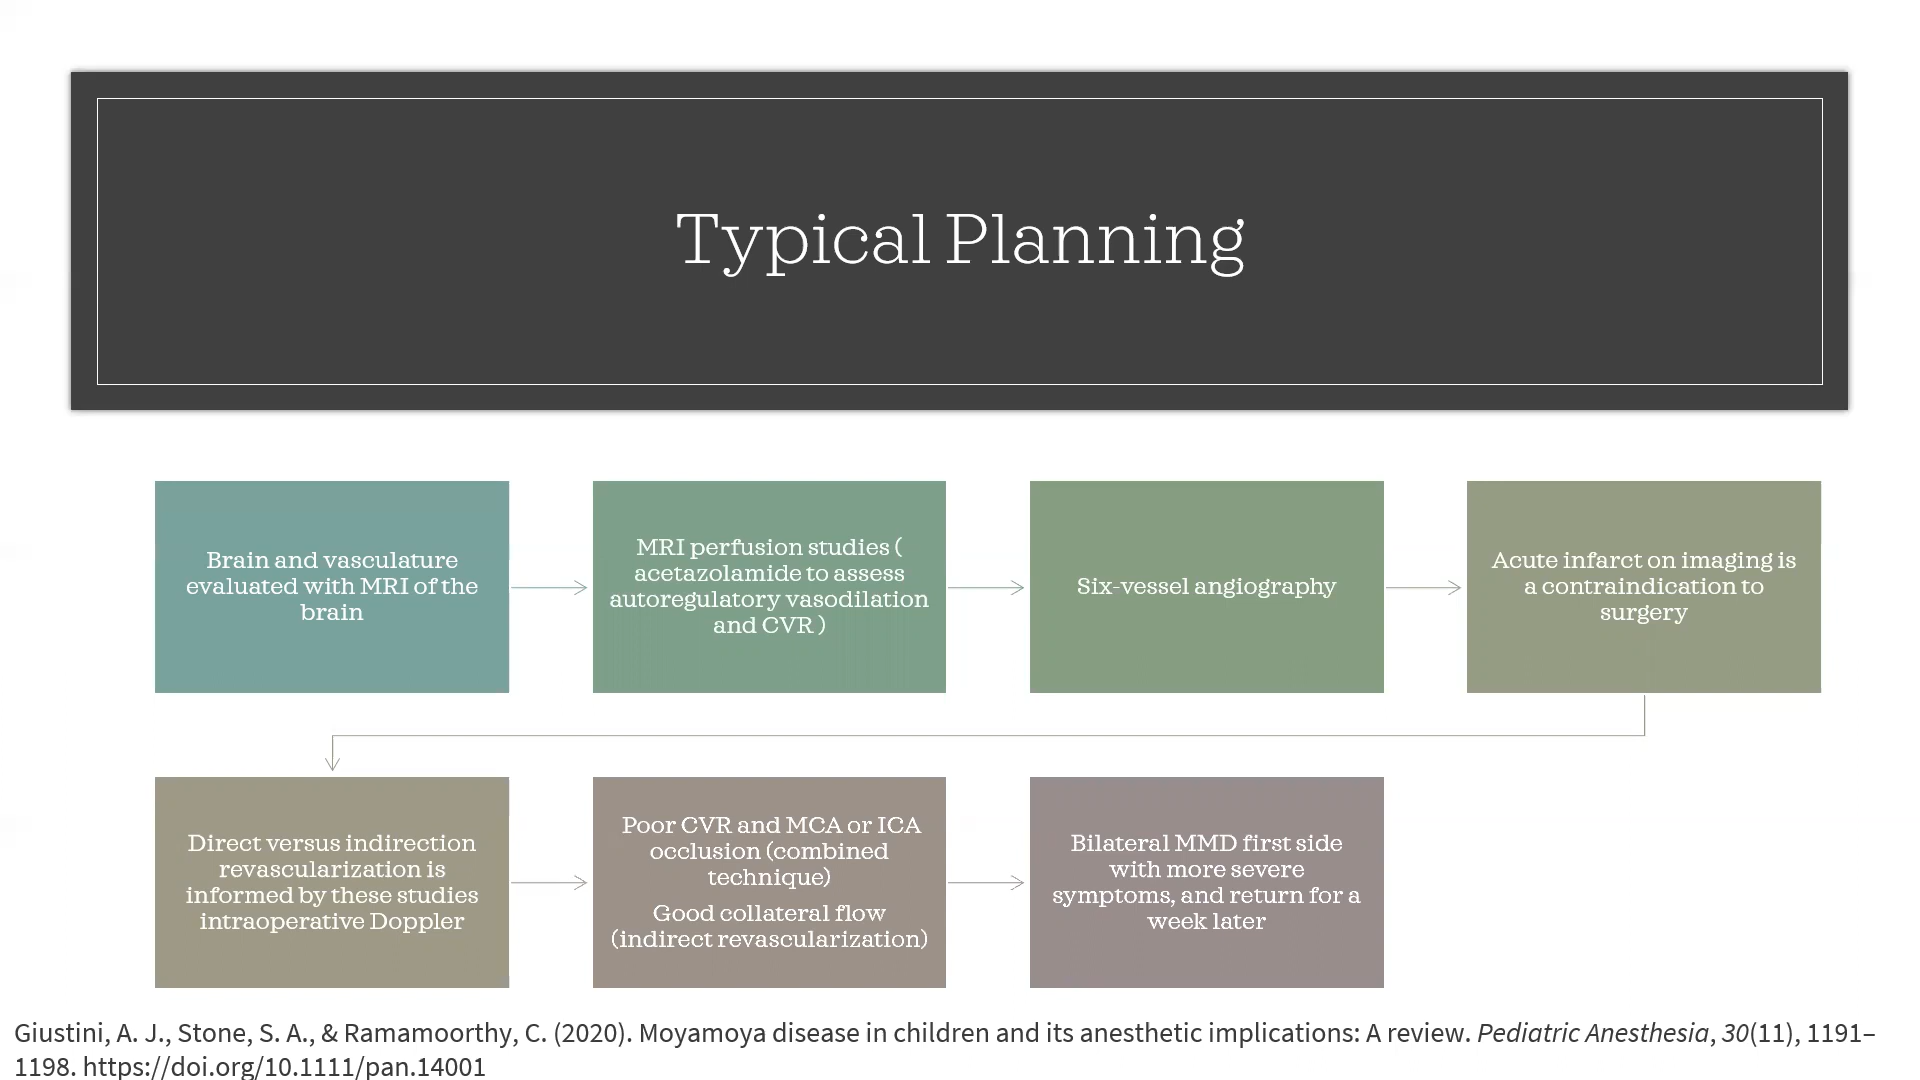 Typical Planning
Brain and vasculature
evaluated with MRI of the
brain
MRI perfusion studies (
acetazolamide to assess
autoregulatory vasodilation
and CVR )
Six-vessel angiography
Acute infarct on imaging is
a contraindication to
surgery
Direct versus indirection
revascularization is
informed by these studies
intraoperative Doppler
Poor CVR and MCA or ICA
occlusion (combined
technique)
Good collateral flow
(indirect revascularization)
Bilateral MMD first side
with more severe
symptoms, and return for a
week later
Giustini, A. J., Stone, S. A., & Ramamoorthy, C. (2020). Moyamoya disease in children and its anesthetic implications: A review. Pediatric Anesthesia, 30(11), 1191–
1198. https://doi.org/10.1111/pan.14001